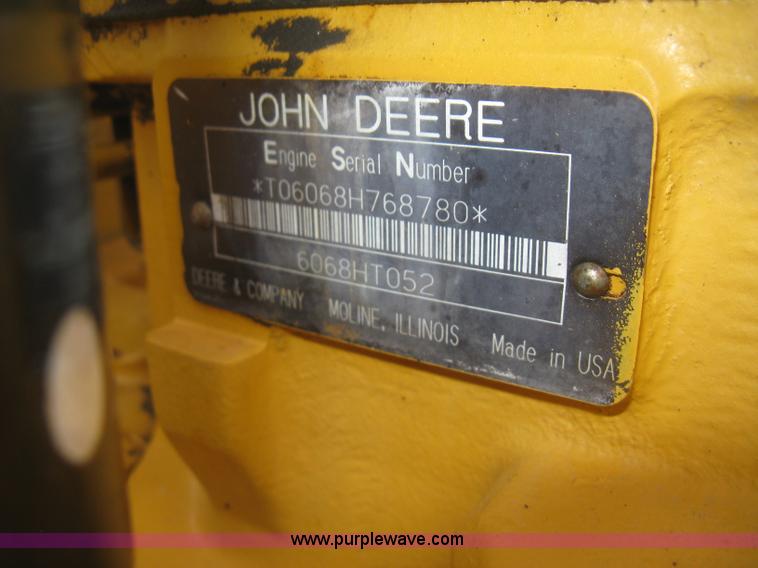 JOHN DEERE
Engine Serial Number
*T06068H768780*
6068HT052
DEERE & COMPANY MOLINE, ILLINOIS Made in USA
www.purplewave.com